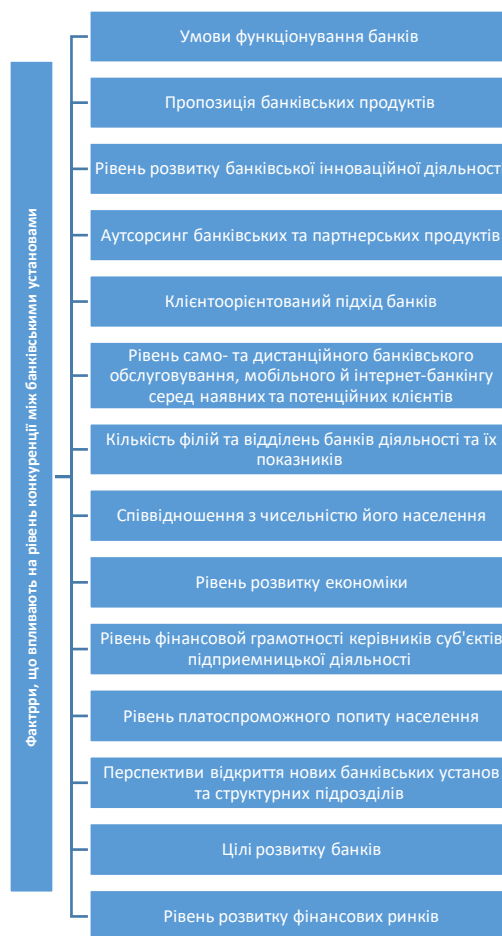 Фактрри, що впливають на рівень конкуренції між банківськими установами
Умови функціонування банків
Пропозиція банківських продуктів
Рівень розвитку банківської інноваційної діяльност
Аутсорсинг банківських та партнерських продуктів
Клієнтоорієнтований підхід банків
Рівень само- та дистанційного банківського
обслуговування, мобільного й інтернет-банкінгу
серед наявних та потенційних клієнтів
Кількість філій та відділень банків діяльності та їх
показників
Співвідношення з чисельністю його населення
Рівень розвитку економіки
Рівень фінансовой грамотності керівників суб'єктів
підприемницької діяльності
Рівень платоспроможного попиту населення
Перспективи відкриття нових банківських установ
та структурних підрозділів
Цілі розвитку банків
Рівень розвитку фінансових ринків